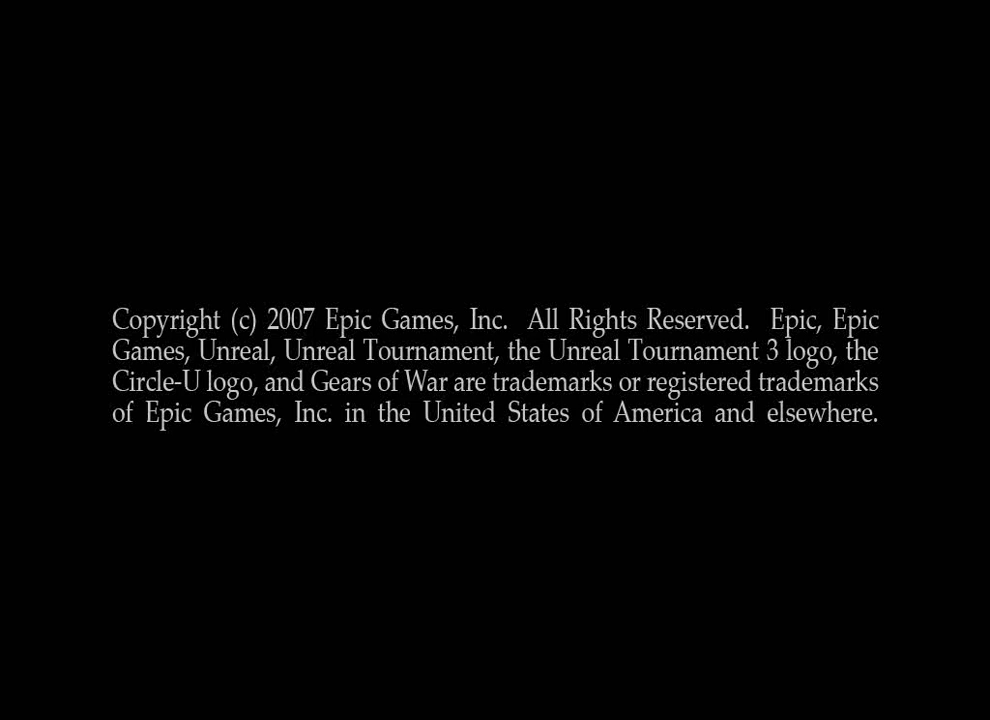 Copyright (c) 2007 Epic Games, Inc.  All Rights Reserved.  Epic, Epic
Games, Unreal, Unreal Tournament, the Unreal Tournament 3 logo, the
Circle-U logo, and Gears of War are trademarks or registered trademarks
of Epic Games, Inc. in the United States of America and elsewhere.